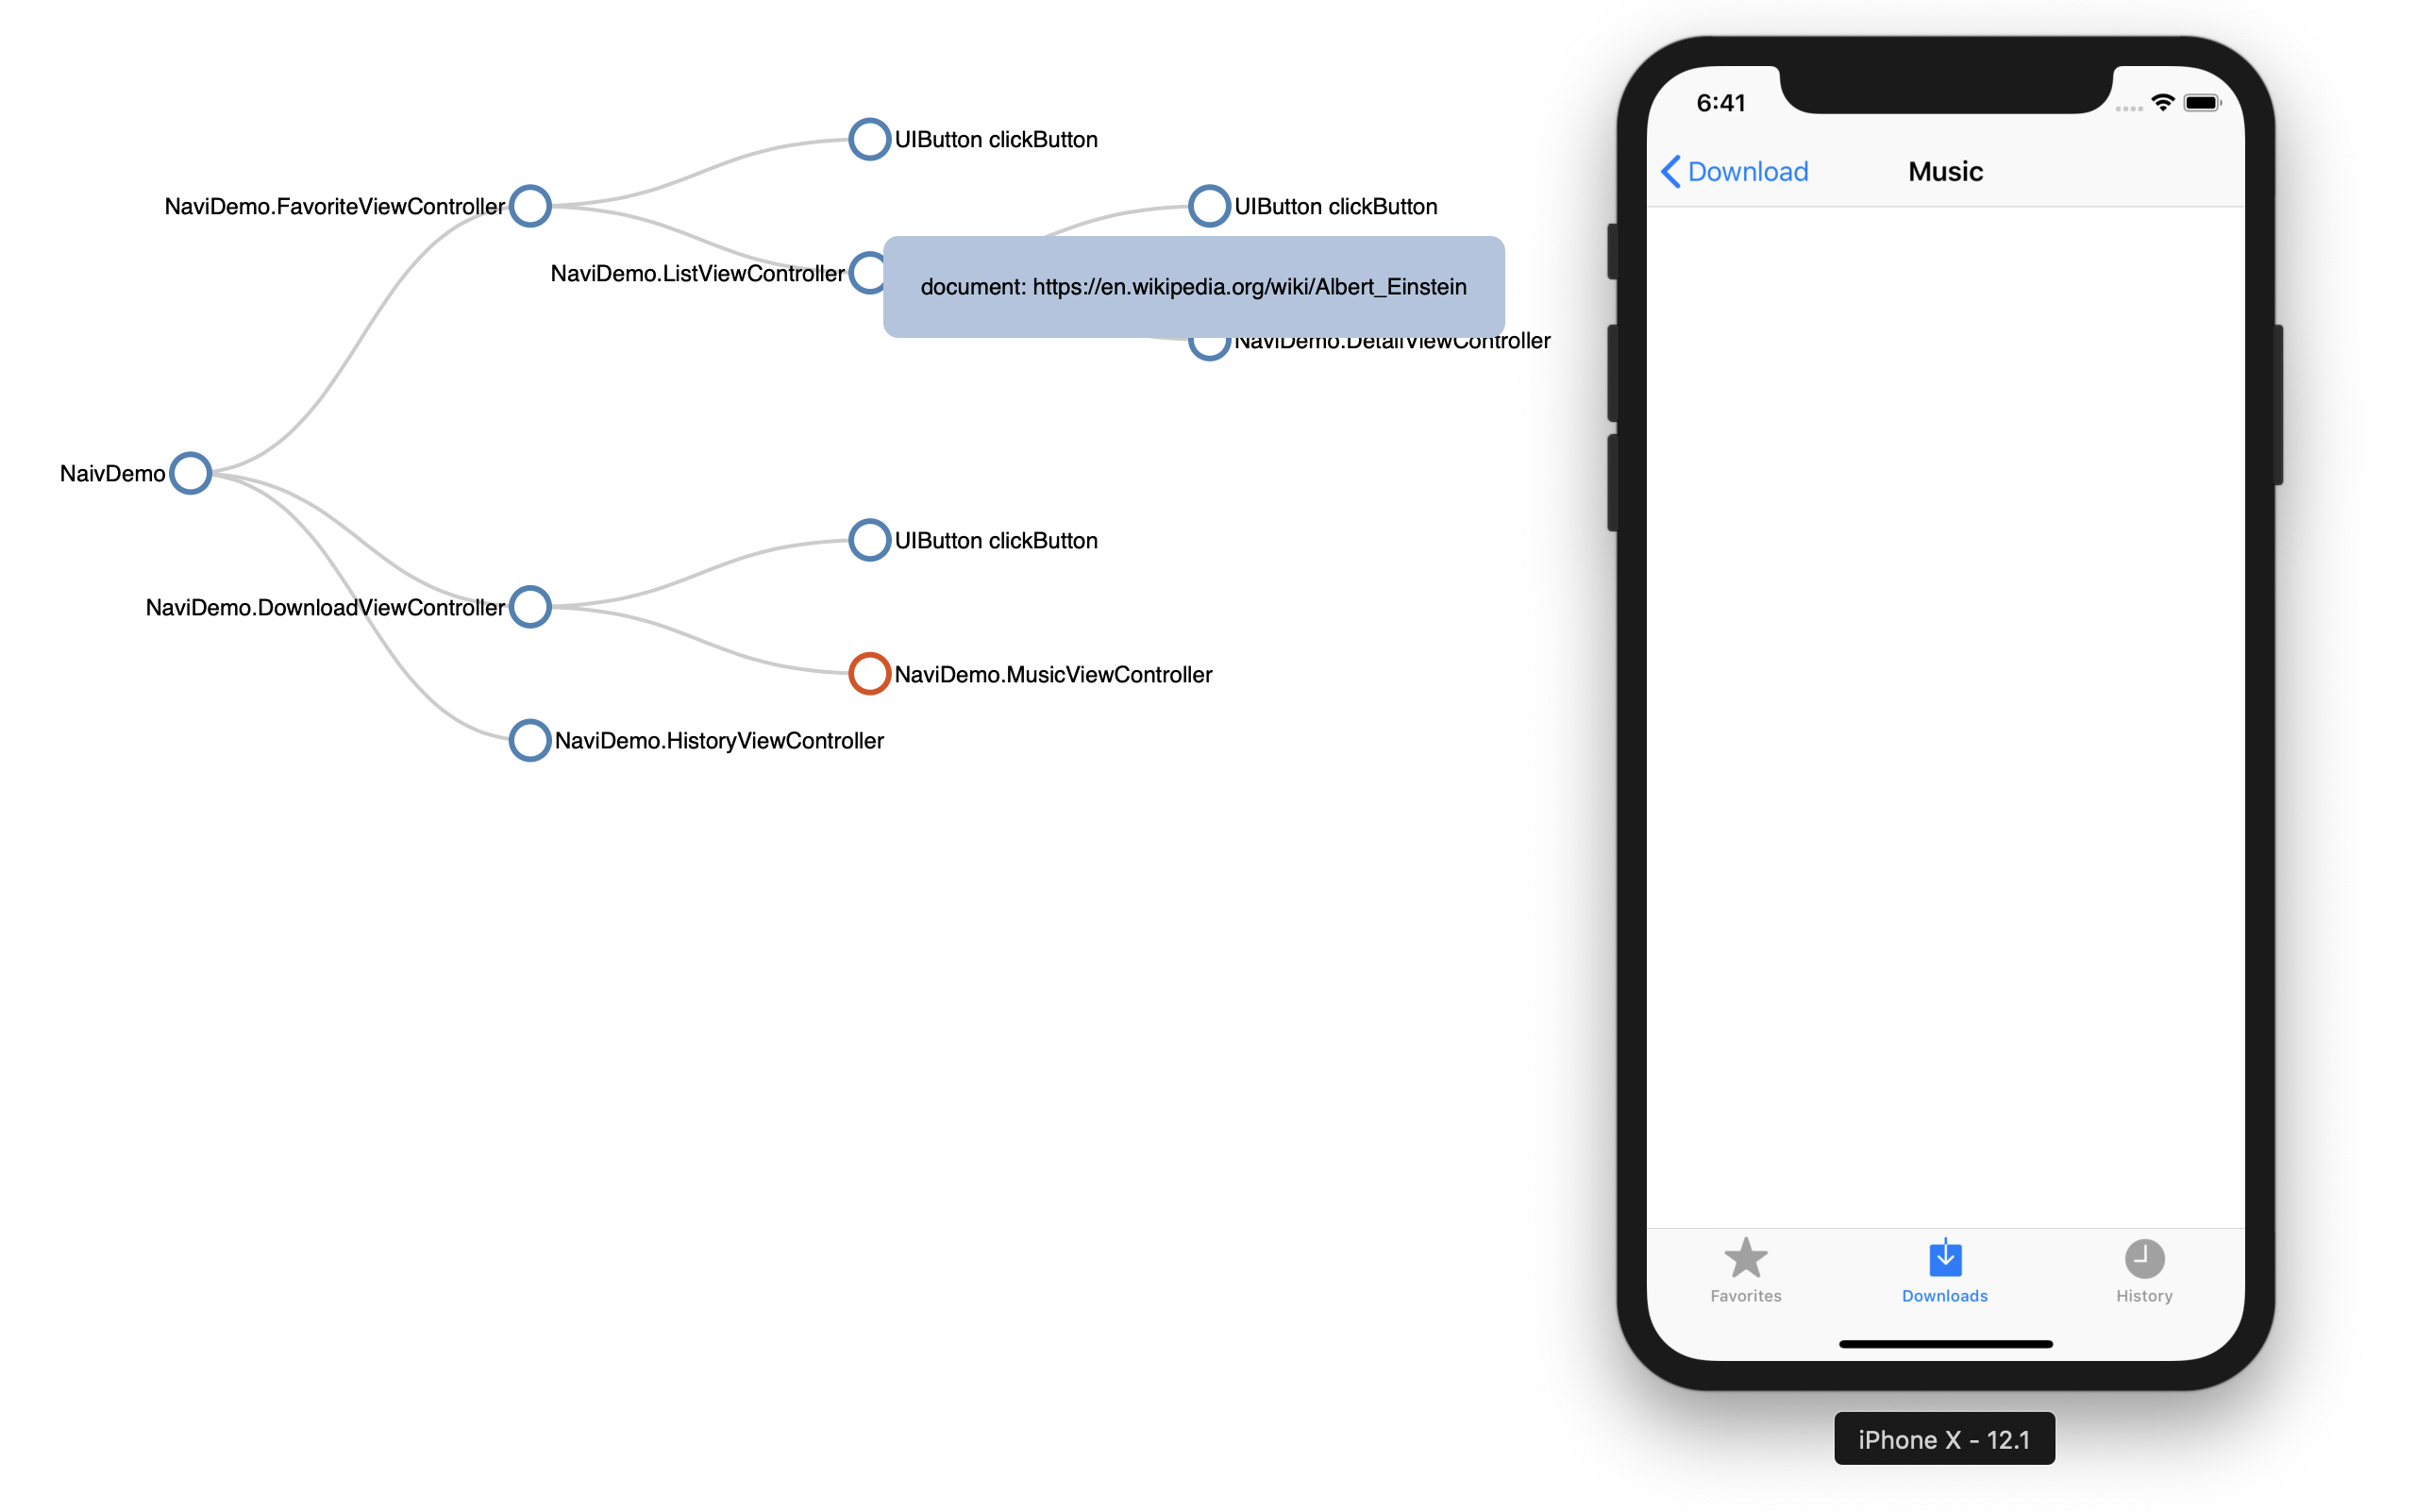 UIButton clickButton
NaviDemo.FavoriteViewController
UIButton clickButton
NaviDemo.ListViewController
document: https://en.wikipedia.org/wiki/Albert_Einstein
NaviDemo.DetailViewController
NaivDemo
UIButton clickButton
NaviDemo.DownloadViewController
NaviDemo.MusicViewController
NaviDemo.HistoryViewController
6:41
Download
Music
Favorites
Downloads
History
iPhone X - 12.1